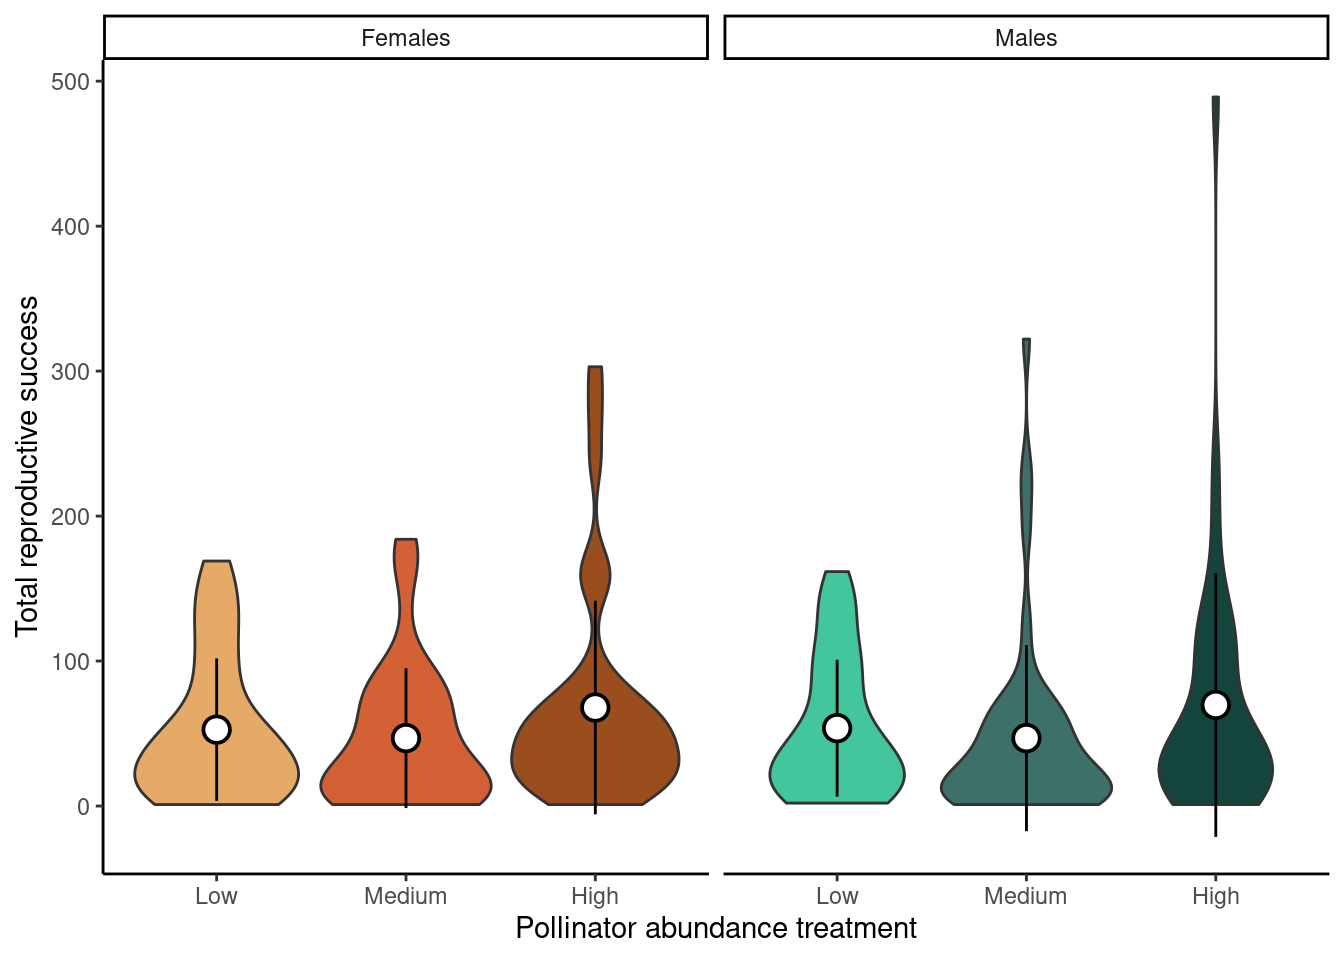 Females
Males
Total reproductive success
500
400
300
200
100
0
Low
Medium
High
Low
Medium
High
Pollinator abundance treatment